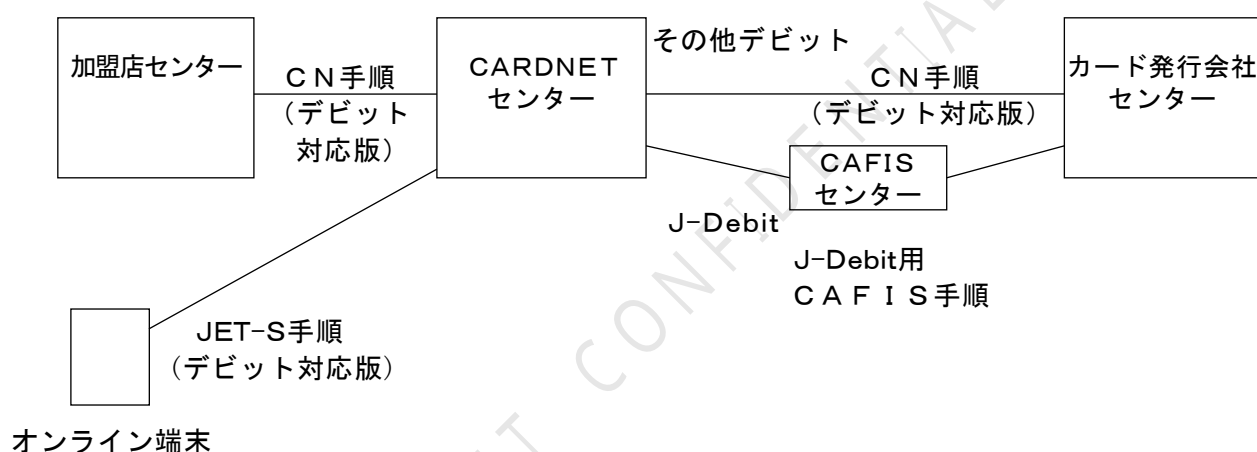 加盟店センター
ＣＮ手順
（デビット
対応版）
ＣＡＲＤＮＥＴ
センター
その他デビット
ＣＮ手順
（デビット対応版）
カード発行会社
センター
ＣＡＦＩＳ
センター
J-Debit
J-Debit用
ＣＡＦＩＳ手順
JET-S手順
（デビット対応版）
オンライン端末
CONFIDENTIAL